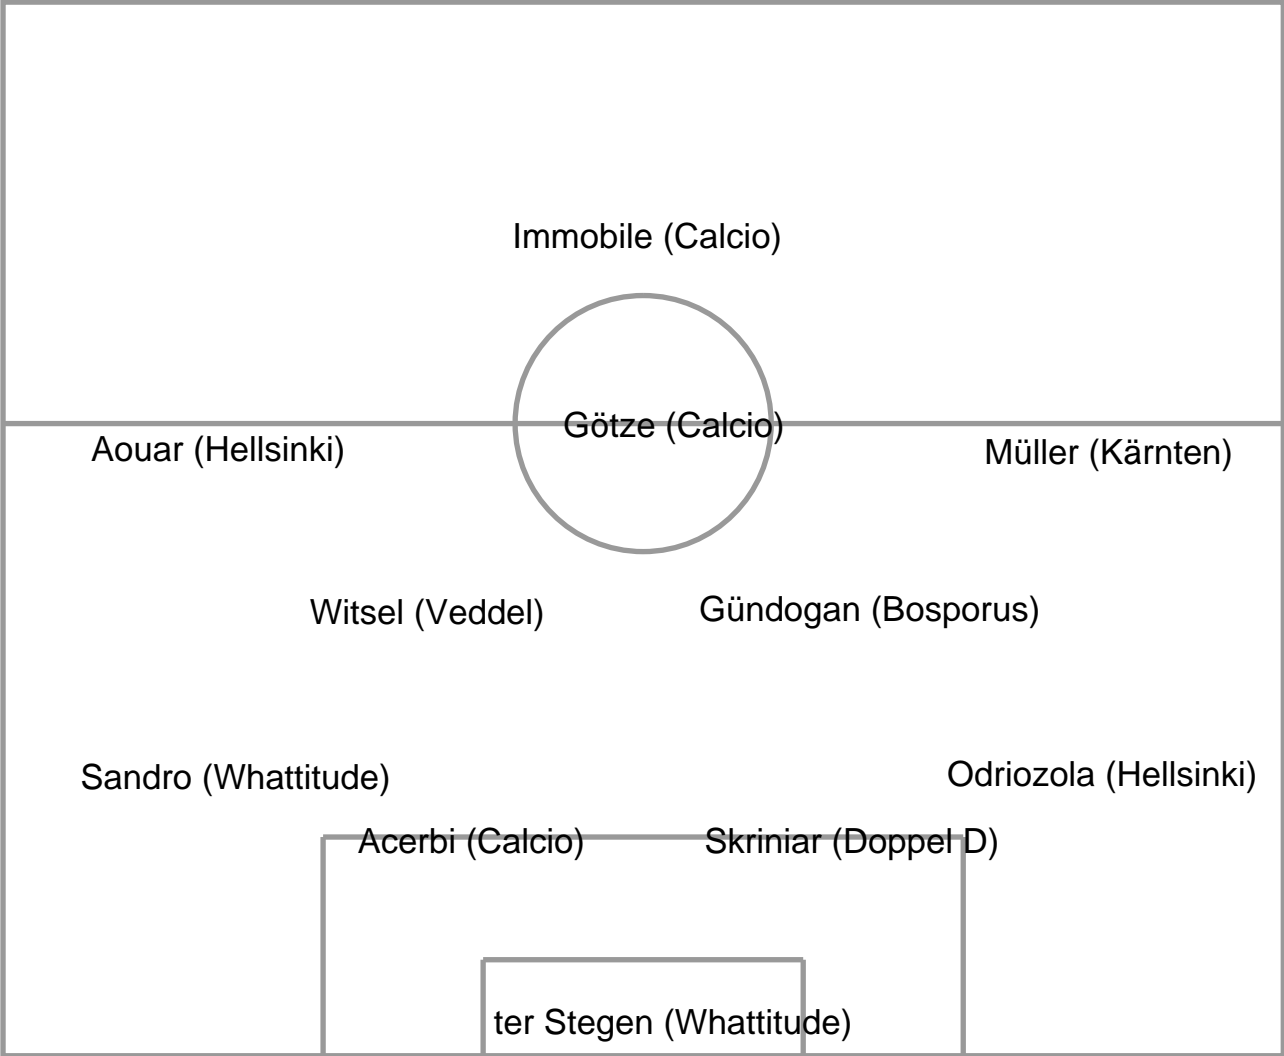 Immobile (Calcio)
Götze (Calcio)
Aouar (Hellsinki)
Müller (Kärnten)
Witsel (Veddel)
Gündogan (Bosporus)
Sandro (Whattitude)
Odriozola (Hellsinki)
Acerbi (Calcio)
Skriniar (Doppel D)
ter Stegen (Whattitude)